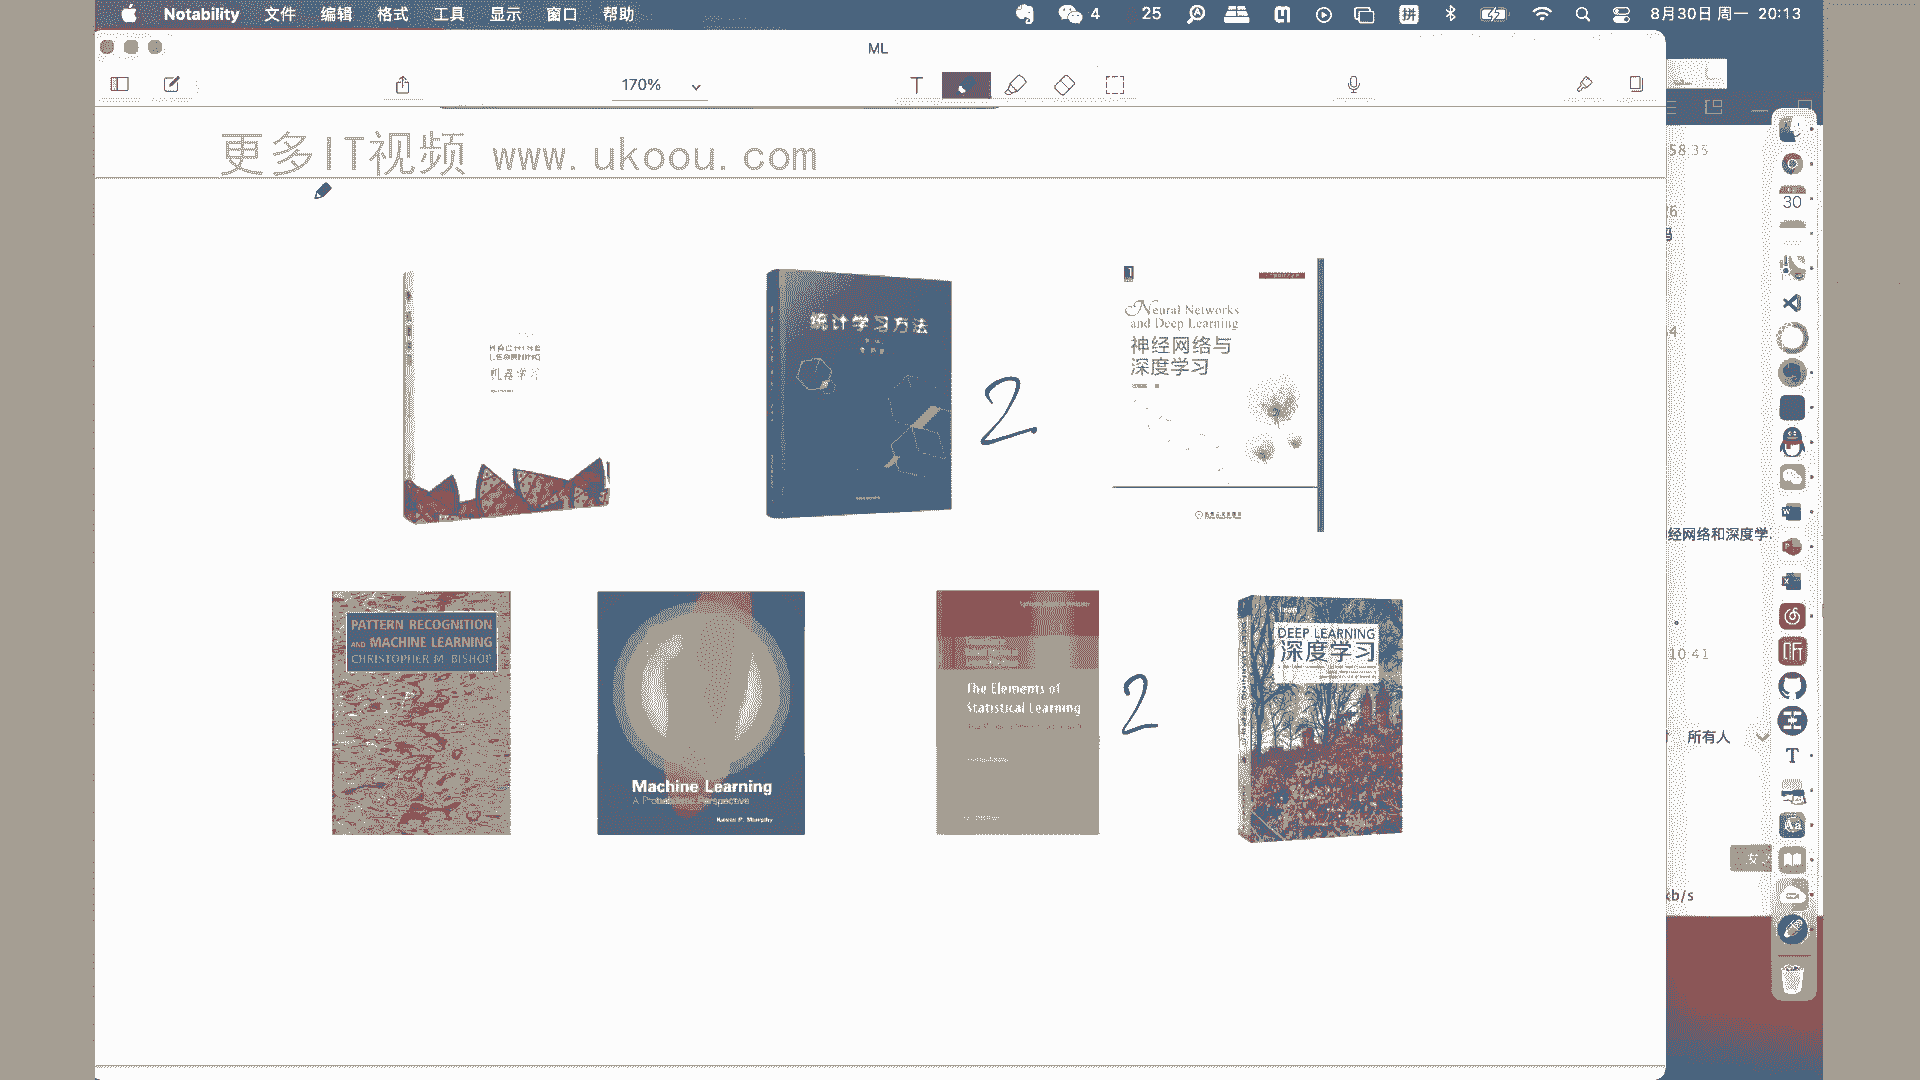 Notability 文件 编辑 格式 工具 显示 窗口 帮助 4 25 拼 8月30日 周一 20:13
ML
170%
T
更多IT视频 www.ukoou.com
58:35
30
机器学习
统计学习方法
2
1
Neural Networks
and Deep Learning
神经网络与
深度学习
经网络和深度学
PATTERN RECOGNITION
AND MACHINE LEARNING
CHRISTOPHER M. BISHOP
Machine Learning
A Probabilistic Perspective
Kevin P. Murphy
The Elements of
Statistical Learning
2
DEEP LEARNING
深度学习
10:41
所有人
kb/s